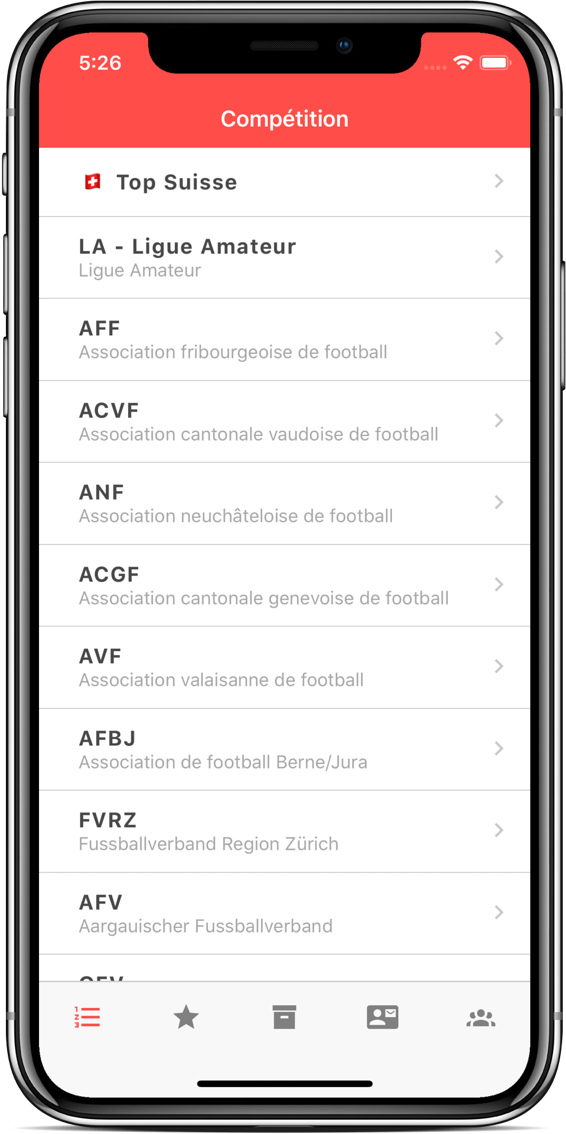 5:26
Compétition
Top Suisse
LA - Ligue Amateur
Ligue Amateur
AFF
Association fribourgeoise de football
ACVF
Association cantonale vaudoise de football
ANF
Association neuchâteloise de football
ACGF
Association cantonale genevoise de football
AVF
Association valaisanne de football
AFBJ
Association de football Berne/Jura
FVRZ
Fussballverband Region Zürich
AFV
Aargauischer Fussballverband